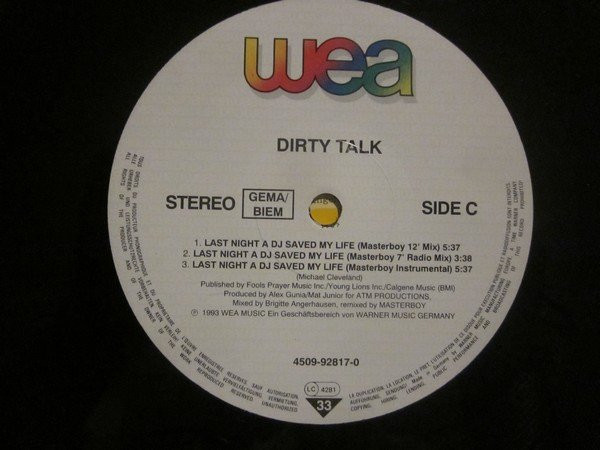 wea
DIRTY TALK
STEREO
GEMA/
BIEM
SIDE C
1. LAST NIGHT A DJ SAVED MY LIFE (Masterboy 12' Mix) 5:37
2. LAST NIGHT A DJ SAVED MY LIFE (Masterboy 7' Radio Mix) 3:38
3. LAST NIGHT A DJ SAVED MY LIFE (Masterboy Instrumental) 5:37
(Michael Cleveland)
Published by Fools Prayer Music Inc./Young Lions Inc./Calgene Music (BMI)
Produced by Alex Gunia/Mat Junior for ATM PRODUCTIONS.
Mixed by Brigitte Angerhausen, remixed by MASTERBOY
℗ 1993 WEA MUSIC Ein Geschäftsbereich von WARNER MUSIC GERMANY
4509-92817-0
LC 4281
33